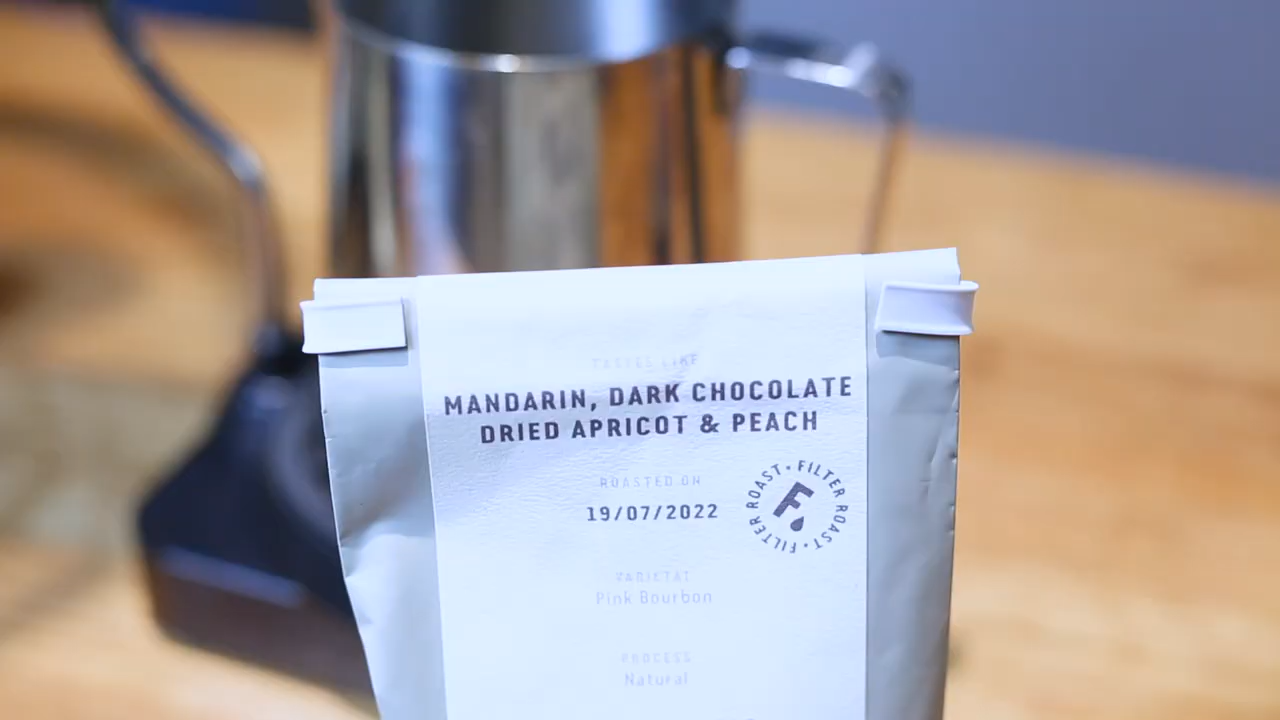 TASTES LIKE
MANDARIN, DARK CHOCOLATE
DRIED APRICOT & PEACH
ROASTED ON
19/07/2022
FILTER ROAST • FILTER ROAST •
F
VARIETAT
Pink Bourbon
PROCESS
Natural